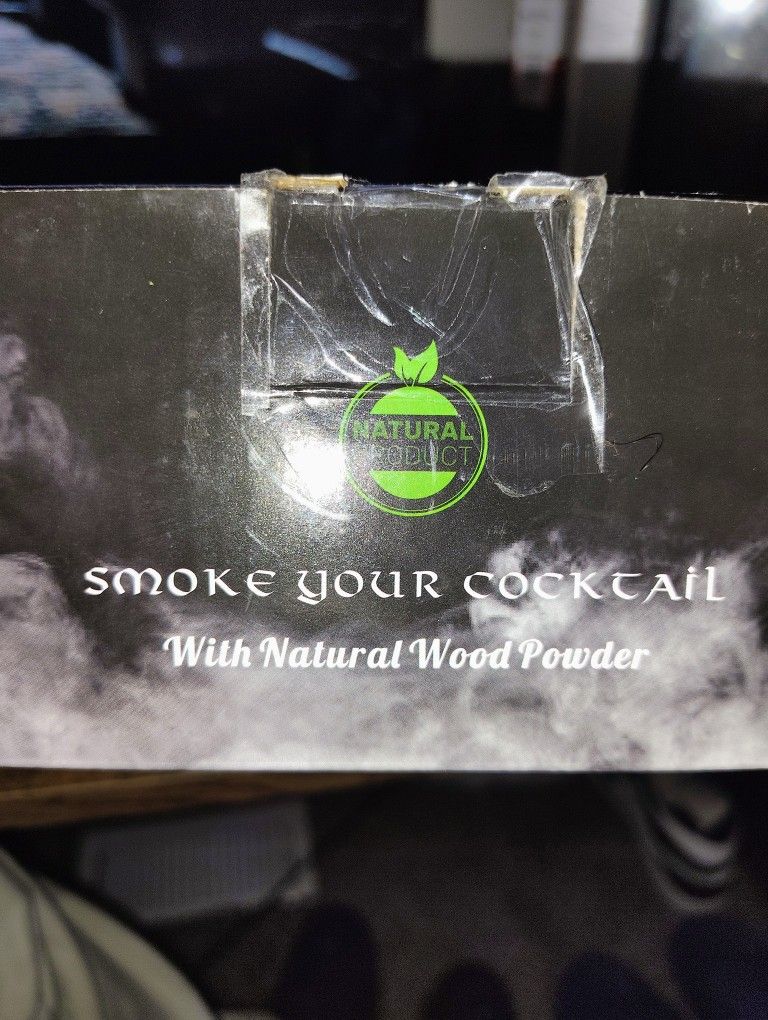 NATURAL
PRODUCT
SMOKE YOUR COCKTAIL
With Natural Wood Powder